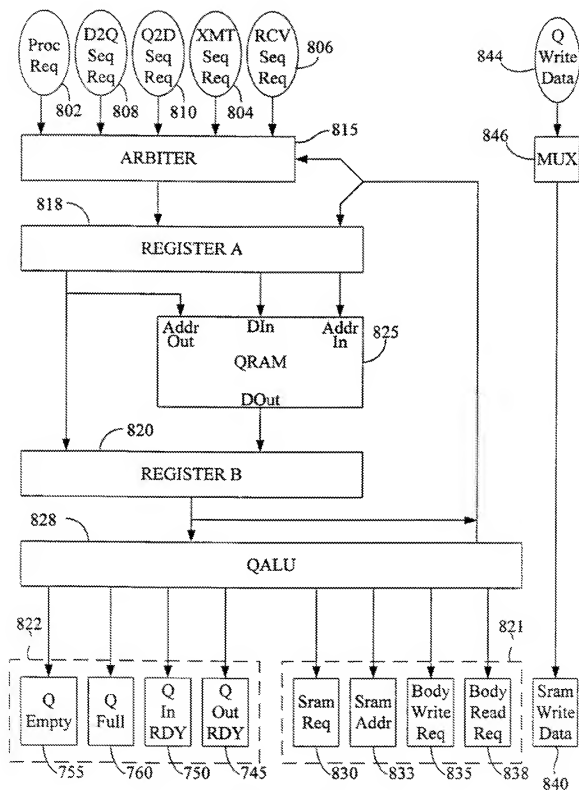 Proc
Req
D2Q
Seq
Req
Q2D
Seq
Req
XMT
Seq
Req
RCV
Seq
Req
806
802
808
810
804
844
Q
Write
Data
815
846
ARBITER
MUX
818
REGISTER A
Addr
Out
DIn
Addr
In
825
QRAM
DOut
820
REGISTER B
828
QALU
822
821
Q
Empty
Q
Full
Q
In
RDY
Q
Out
RDY
Sram
Req
Sram
Addr
Body
Write
Req
Body
Read
Req
Sram
Write
Data
755
760
750
745
830
833
835
838
840